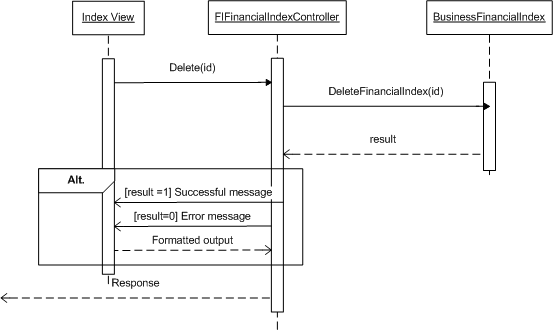 Index View
FIFinancialIndexController
BusinessFinancialIndex
Delete(id)
DeleteFinancialIndex(id)
result
Alt.
[result =1] Successful message
[result=0] Error message
Formatted output
Response